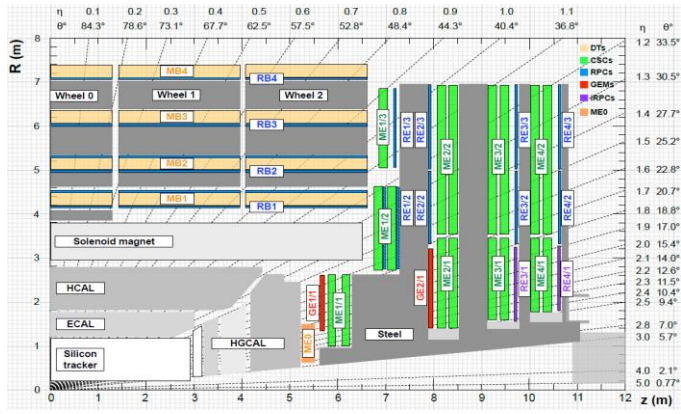 η 0.1 0.2 0.3 0.4 0.5 0.6 0.7 0.8 0.9 1.0 1.1
θ° 84.3° 78.6° 73.1° 67.7° 62.5° 57.5° 52.8° 48.4° 44.3° 40.4° 36.8° η θ°
R (m)
8
7
6
5
4
3
2
1
0
1.2 33.5°
1.3 30.5°
1.4 27.7°
1.5 25.2°
1.6 22.8°
1.7 20.7°
1.8 18.8°
1.9 17.0°
2.0 15.4°
2.1 14.0°
2.2 12.6°
2.3 11.5°
2.4 10.4°
2.5 9.4°
2.8 7.0°
3.0 5.7°
4.0 2.1°
5.0 0.77°
DTs
CSCs
RPCs
GEMs
iRPCs
ME0
MB4
RB4
Wheel 0
Wheel 1
Wheel 2
MB3
RB3
MB2
RB2
MB1
RB1
ME1/3
RE1/3
RE2/3
ME2/2
ME3/2
RE3/3
ME4/2
RE4/3
ME1/2
RE1/2
RE2/2
RE3/2
RE4/2
Solenoid magnet
HCAL
ECAL
Silicon
tracker
HGCAL
ME0
GE1/1
ME1/1
Steel
GE2/1
ME2/1
ME3/1
RE3/1
ME4/1
RE4/1
0 1 2 3 4 5 6 7 8 9 10 11 12
z (m)